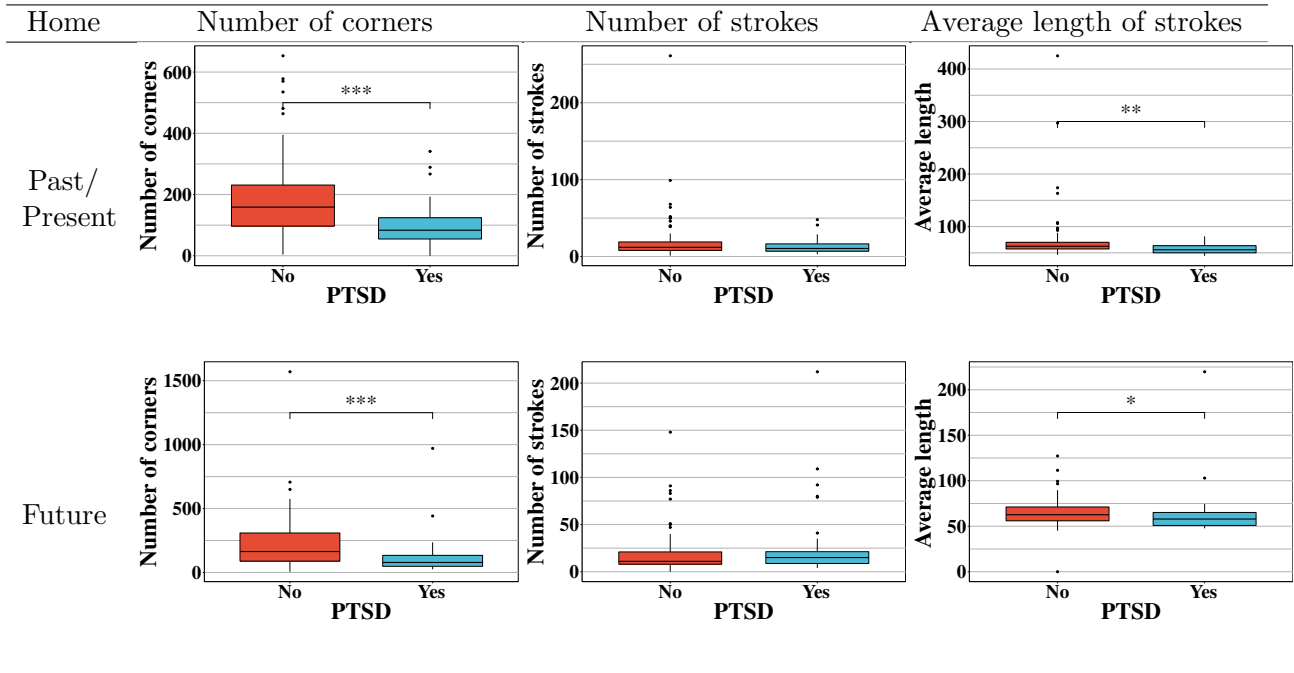 Home Number of corners Number of strokes Average length of strokes
Past/
Present
Number of corners
600
400
200
0
***
No Yes
PTSD
Number of strokes
200
100
0
No Yes
PTSD
Average length
400
300
200
100
**
No Yes
PTSD
Future
Number of corners
1500
1000
500
0
***
No Yes
PTSD
Number of strokes
200
150
100
50
0
No Yes
PTSD
Average length
200
150
100
50
0
*
No Yes
PTSD